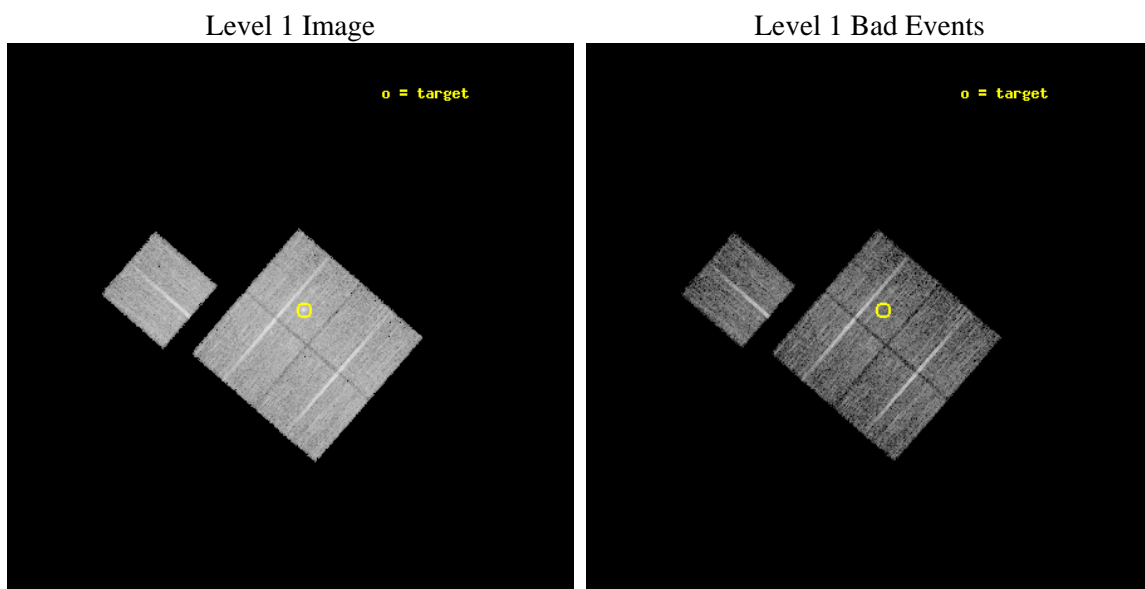 Level 1 Image
Level 1 Bad Events
o = target
o = target